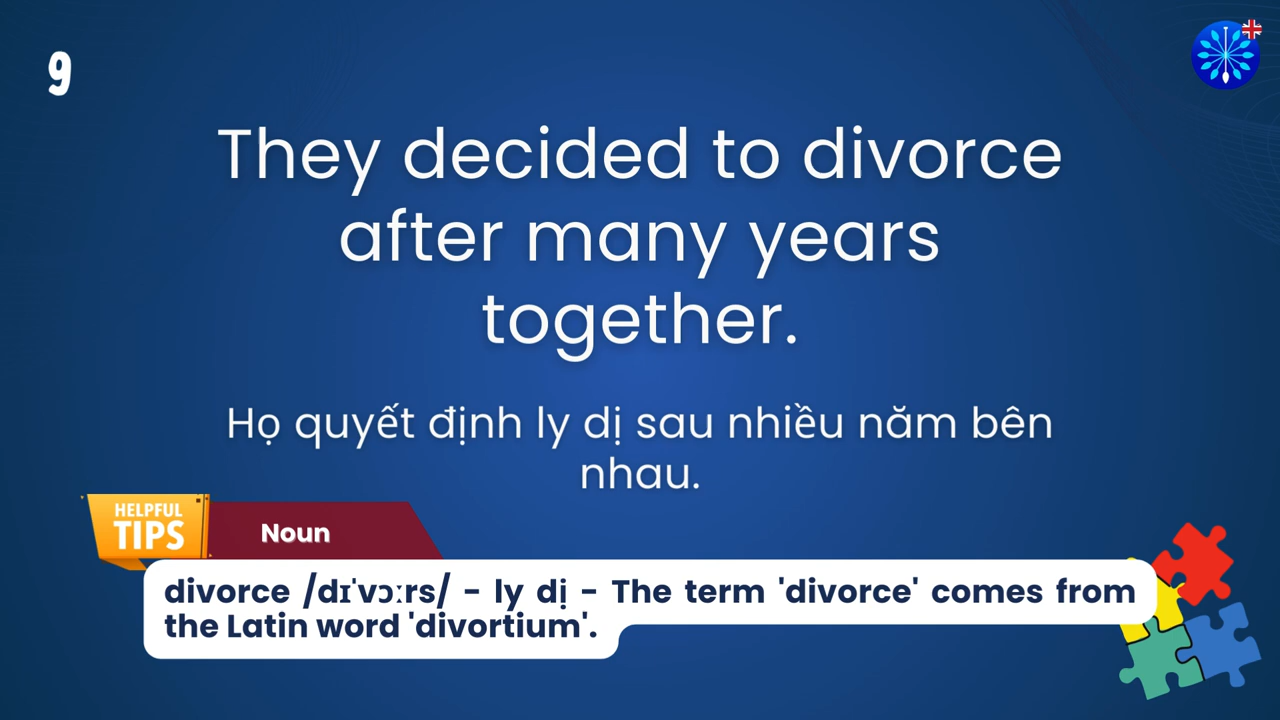 9
They decided to divorce
after many years
together.
Họ quyết định ly dị sau nhiều năm bên
nhau.
HELPFUL
TIPS
Noun
divorce /dɪˈvɔːrs/ - ly dị - The term 'divorce' comes from
the Latin word 'divortium'.